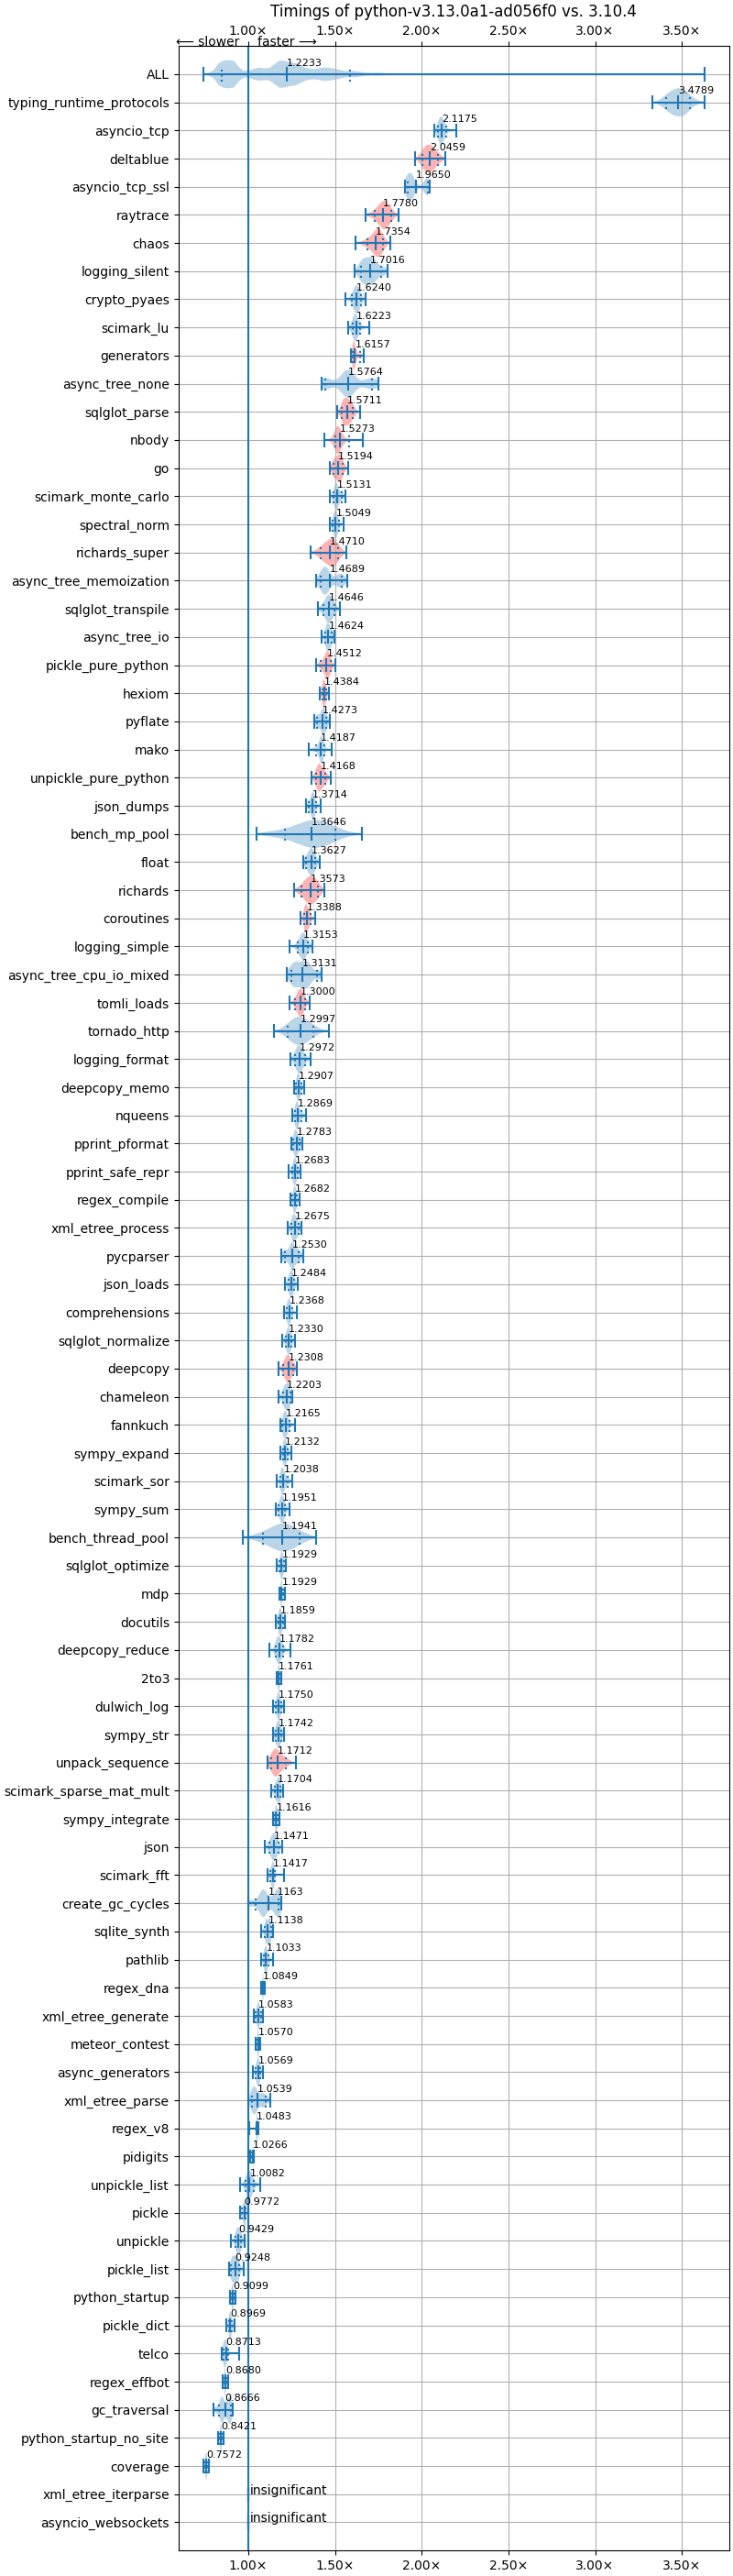 Timings of python-v3.13.0a1-ad056f0 vs. 3.10.4
1.00× 1.50× 2.00× 2.50× 3.00× 3.50×
⟵ slower faster ⟶
ALL 1.2233
typing_runtime_protocols 3.4789
asyncio_tcp 2.1175
deltablue 2.0459
asyncio_tcp_ssl 1.9650
raytrace 1.7780
chaos 1.7354
logging_silent 1.7016
crypto_pyaes 1.6240
scimark_lu 1.6223
generators 1.6157
async_tree_none 1.5764
sqlglot_parse 1.5711
nbody 1.5273
go 1.5194
scimark_monte_carlo 1.5131
spectral_norm 1.5049
richards_super 1.4710
async_tree_memoization 1.4689
sqlglot_transpile 1.4646
async_tree_io 1.4624
pickle_pure_python 1.4512
hexiom 1.4384
pyflate 1.4273
mako 1.4187
unpickle_pure_python 1.4168
json_dumps 1.3714
bench_mp_pool 1.3646
float 1.3627
richards 1.3573
coroutines 1.3388
logging_simple 1.3153
async_tree_cpu_io_mixed 1.3131
tomli_loads 1.3000
tornado_http 1.2997
logging_format 1.2972
deepcopy_memo 1.2907
nqueens 1.2869
pprint_pformat 1.2783
pprint_safe_repr 1.2683
regex_compile 1.2682
xml_etree_process 1.2675
pycparser 1.2530
json_loads 1.2484
comprehensions 1.2368
sqlglot_normalize 1.2330
deepcopy 1.2308
chameleon 1.2203
fannkuch 1.2165
sympy_expand 1.2132
scimark_sor 1.2038
sympy_sum 1.1951
bench_thread_pool 1.1941
sqlglot_optimize 1.1929
mdp 1.1929
docutils 1.1859
deepcopy_reduce 1.1782
2to3 1.1761
dulwich_log 1.1750
sympy_str 1.1742
unpack_sequence 1.1712
scimark_sparse_mat_mult 1.1704
sympy_integrate 1.1616
json 1.1471
scimark_fft 1.1417
create_gc_cycles 1.1163
sqlite_synth 1.1138
pathlib 1.1033
regex_dna 1.0849
xml_etree_generate 1.0583
meteor_contest 1.0570
async_generators 1.0569
xml_etree_parse 1.0539
regex_v8 1.0483
pidigits 1.0266
unpickle_list 1.0082
pickle 0.9772
unpickle 0.9429
pickle_list 0.9248
python_startup 0.9099
pickle_dict 0.8969
telco 0.8713
regex_effbot 0.8680
gc_traversal 0.8666
python_startup_no_site 0.8421
coverage 0.7572
xml_etree_iterparse insignificant
asyncio_websockets insignificant
1.00× 1.50× 2.00× 2.50× 3.00× 3.50×